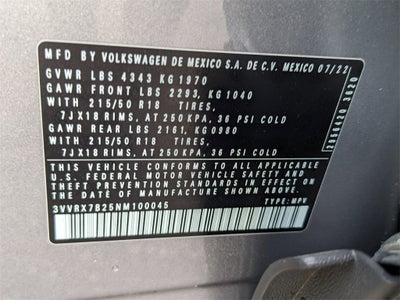 MFD BY VOLKSWAGEN DE MEXICO S.A. DE C.V. MEXICO 07/22
GVWR LBS 4343 KG 1970
GAWR FRONT LBS 2293, KG 1040
WITH 215/50 R18 TIRES,
7JX18 RIMS, AT 250 KPA, 36 PSI COLD
GAWR REAR LBS 2161, KG 0980
WITH 215/50 R18 TIRES,
7JX18 RIMS, AT 250 KPA, 36 PSI COLD
THIS VEHICLE CONFORMS TO ALL APPLICABLE
U.S. FEDERAL MOTOR VEHICLE SAFETY AND
THEFT PREVENTION STANDARDS IN EFFECT ON
THE DATE OF MANUFACTURE SHOWN ABOVE.
3VVRX7B25NM100045 TYPE: MPV